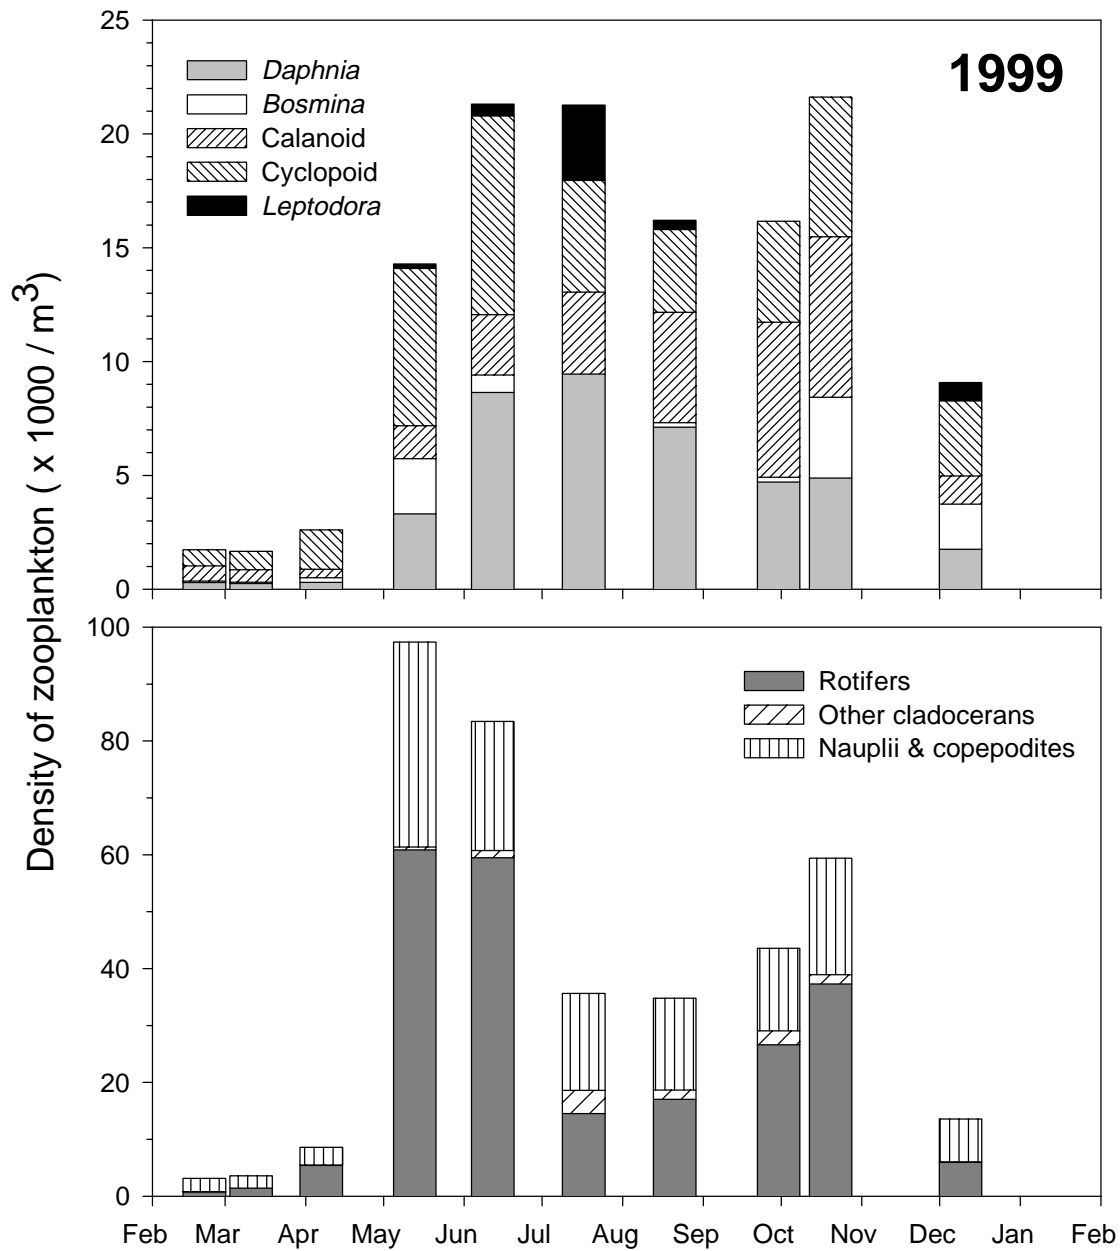 25
20
15
10
5
0
Daphnia
Bosmina
Calanoid
Cyclopoid
Leptodora
1999
Density of zooplankton ( x 1000 / m³)
100
80
60
40
20
0
Rotifers
Other cladocerans
Nauplii & copepodites
Feb Mar Apr May Jun Jul Aug Sep Oct Nov Dec Jan Feb